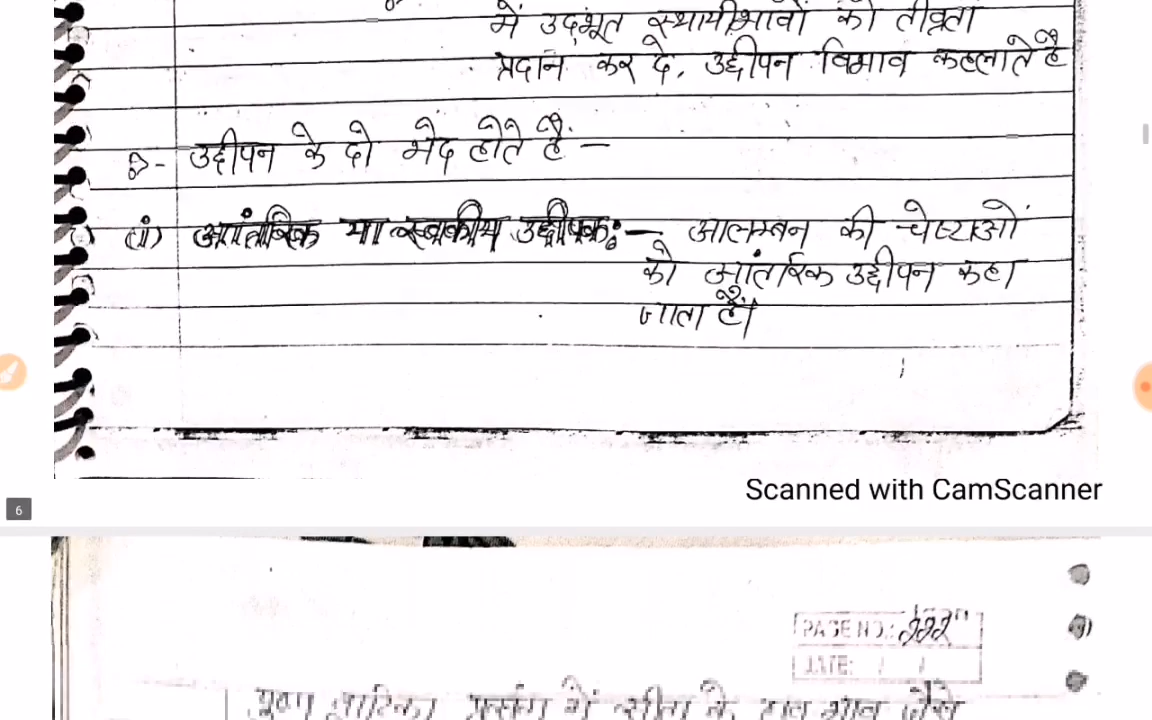 में उद्भूत स्थायीभावों को तीव्रता
प्रदान कर दे, उद्दीपन विभाव कहलाते है
उद्दीपन के दो भेद होते है –
आंतरिक या स्वकीय उद्दीपक:– आलम्बन की चेष्टाओं
को आंतरिक उद्दीपन कहा
जाता है।
Scanned with CamScanner
6
PAGE NO.: 222
DATE: / /
में सीता के हाव भाव